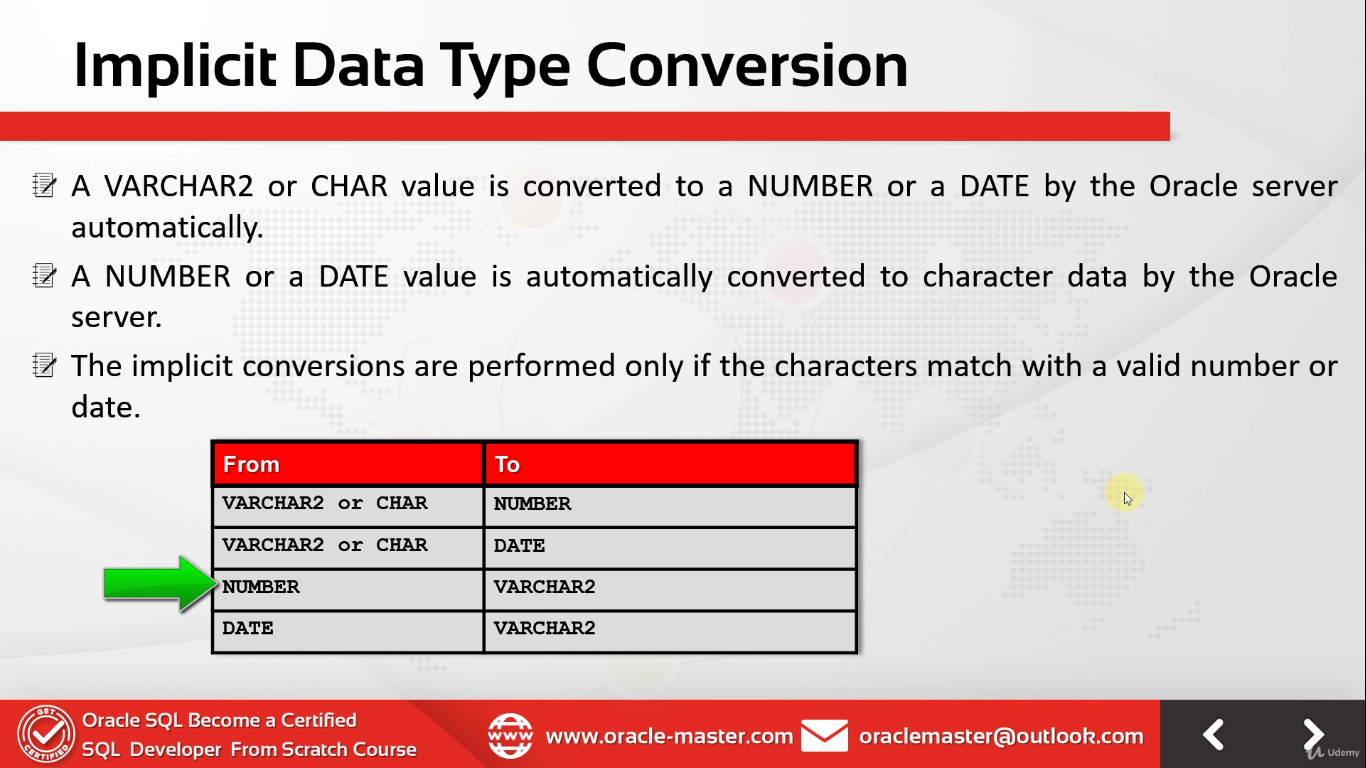 Implicit Data Type Conversion
A VARCHAR2 or CHAR value is converted to a NUMBER or a DATE by the Oracle server
automatically.
A NUMBER or a DATE value is automatically converted to character data by the Oracle
server.
The implicit conversions are performed only if the characters match with a valid number or
date.
From To
VARCHAR2 or CHAR NUMBER
VARCHAR2 or CHAR DATE
NUMBER VARCHAR2
DATE VARCHAR2
GET CERTIFIED
Oracle SQL Become a Certified
SQL Developer From Scratch Course
www
www.oracle-master.com
oraclemaster@outlook.com
Udemy